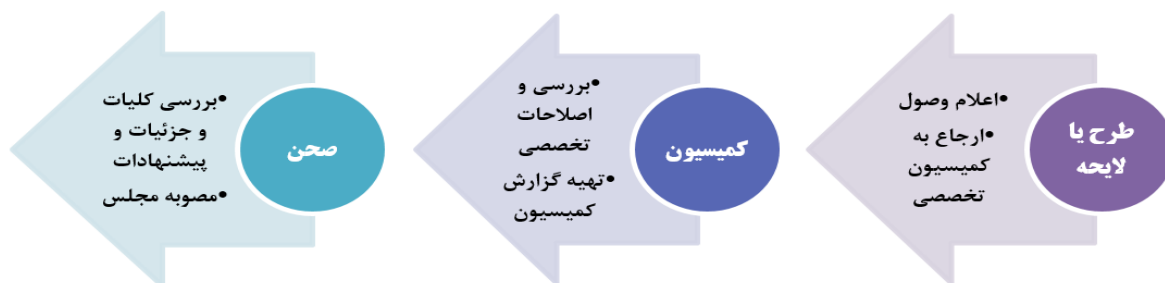 طرح یا
لایحه
•اعلام وصول
•ارجاع به
کمیسیون
تخصصی
کمیسیون
•بررسی و
اصلاحات
تخصصی
•تهیه گزارش
کمیسیون
صحن
•بررسی کلیات
و جزئیات و
پیشنهادات
•مصوبه مجلس